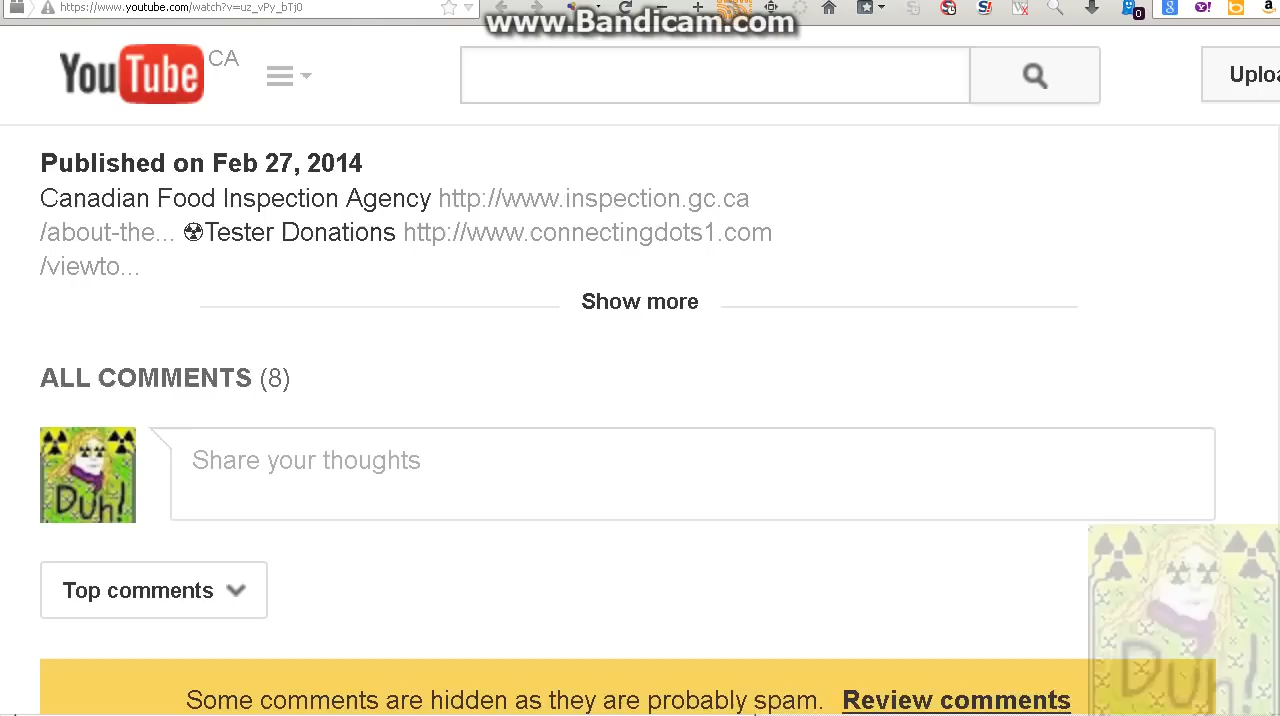 https://www.youtube.com/watch?v=uz_vPy_bTj0
www.Bandicam.com
YouTube CA
Uploa
Published on Feb 27, 2014
Canadian Food Inspection Agency http://www.inspection.gc.ca
/about-the... ☢Tester Donations http://www.connectingdots1.com
/viewto...
Show more
ALL COMMENTS (8)
Duh!
Share your thoughts
Top comments
Duh!
Some comments are hidden as they are probably spam. Review comments